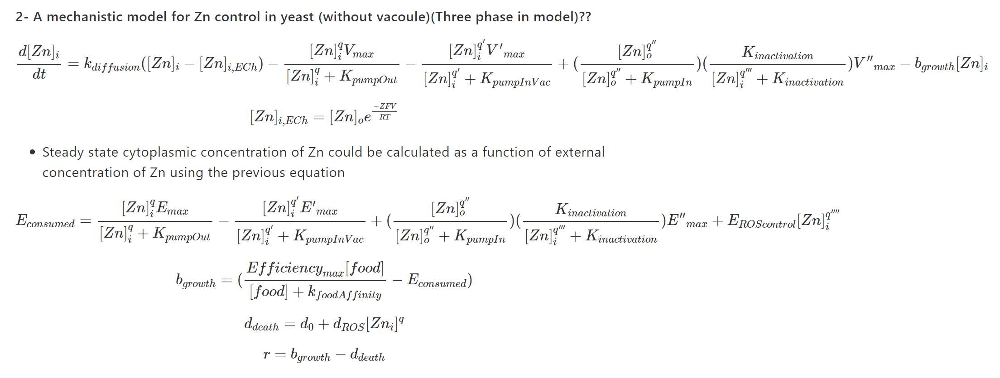 2- A mechanistic model for Zn control in yeast (without vacoule)(Three phase in model)??
$\frac{d[Zn]_i}{dt} = k_{diffusion}([Zn]_i - [Zn]_{i,ECh}) - \frac{[Zn]_i^{q} V_{max}}{[Zn]_i^{q} + K_{pumpOut}} - \frac{[Zn]_i^{q'} V'_{max}}{[Zn]_i^{q'} + K_{pumpInVac}} + (\frac{[Zn]_o^{q''}}{[Zn]_o^{q''} + K_{pumpIn}})(\frac{K_{inactivation}}{[Zn]_i^{q'''} + K_{inactivation}})V''_{max} - b_{growth}[Zn]_i$
$[Zn]_{i,ECh} = [Zn]_o e^{\frac{-ZFV}{RT}}$
• Steady state cytoplasmic concentration of Zn could be calculated as a function of external
concentration of Zn using the previous equation
$E_{consumed} = \frac{[Zn]_i^{q} E_{max}}{[Zn]_i^{q} + K_{pumpOut}} - \frac{[Zn]_i^{q'} E'_{max}}{[Zn]_i^{q'} + K_{pumpInVac}} + (\frac{[Zn]_o^{q''}}{[Zn]_o^{q''} + K_{pumpIn}})(\frac{K_{inactivation}}{[Zn]_i^{q'''} + K_{inactivation}})E''_{max} + E_{ROScontrol}[Zn]_i^{q''''}$
$b_{growth} = (\frac{Efficiency_{max}[food]}{[food] + k_{foodAffinity}} - E_{consumed})$
$d_{death} = d_0 + d_{ROS}[Zn_i]^q$
$r = b_{growth} - d_{death}$